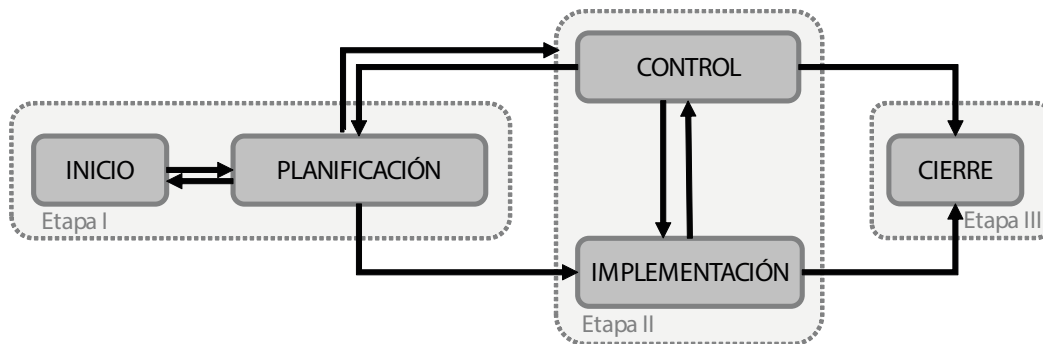 CONTROL
INICIO
PLANIFICACIÓN
CIERRE
Etapa I
Etapa III
IMPLEMENTACIÓN
Etapa II